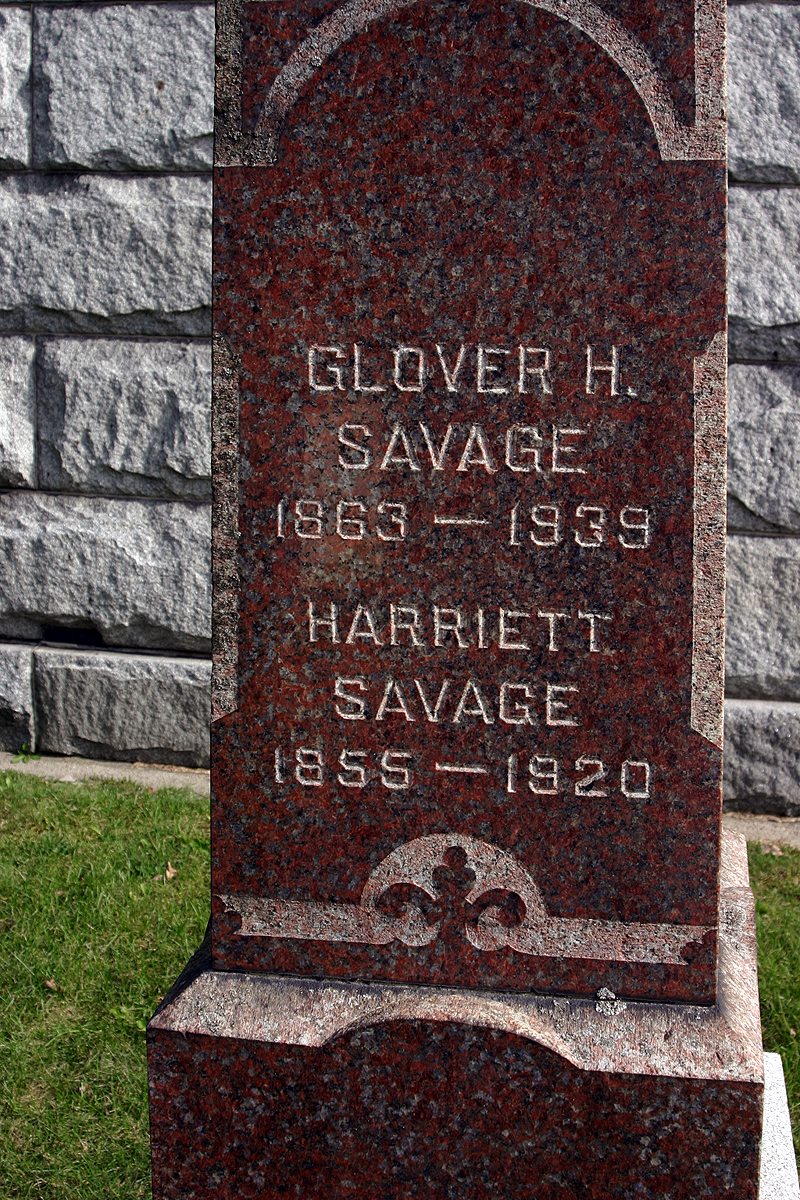 GLOVER H.
SAVAGE
1863 — 1939
HARRIETT
SAVAGE
1855 — 1920